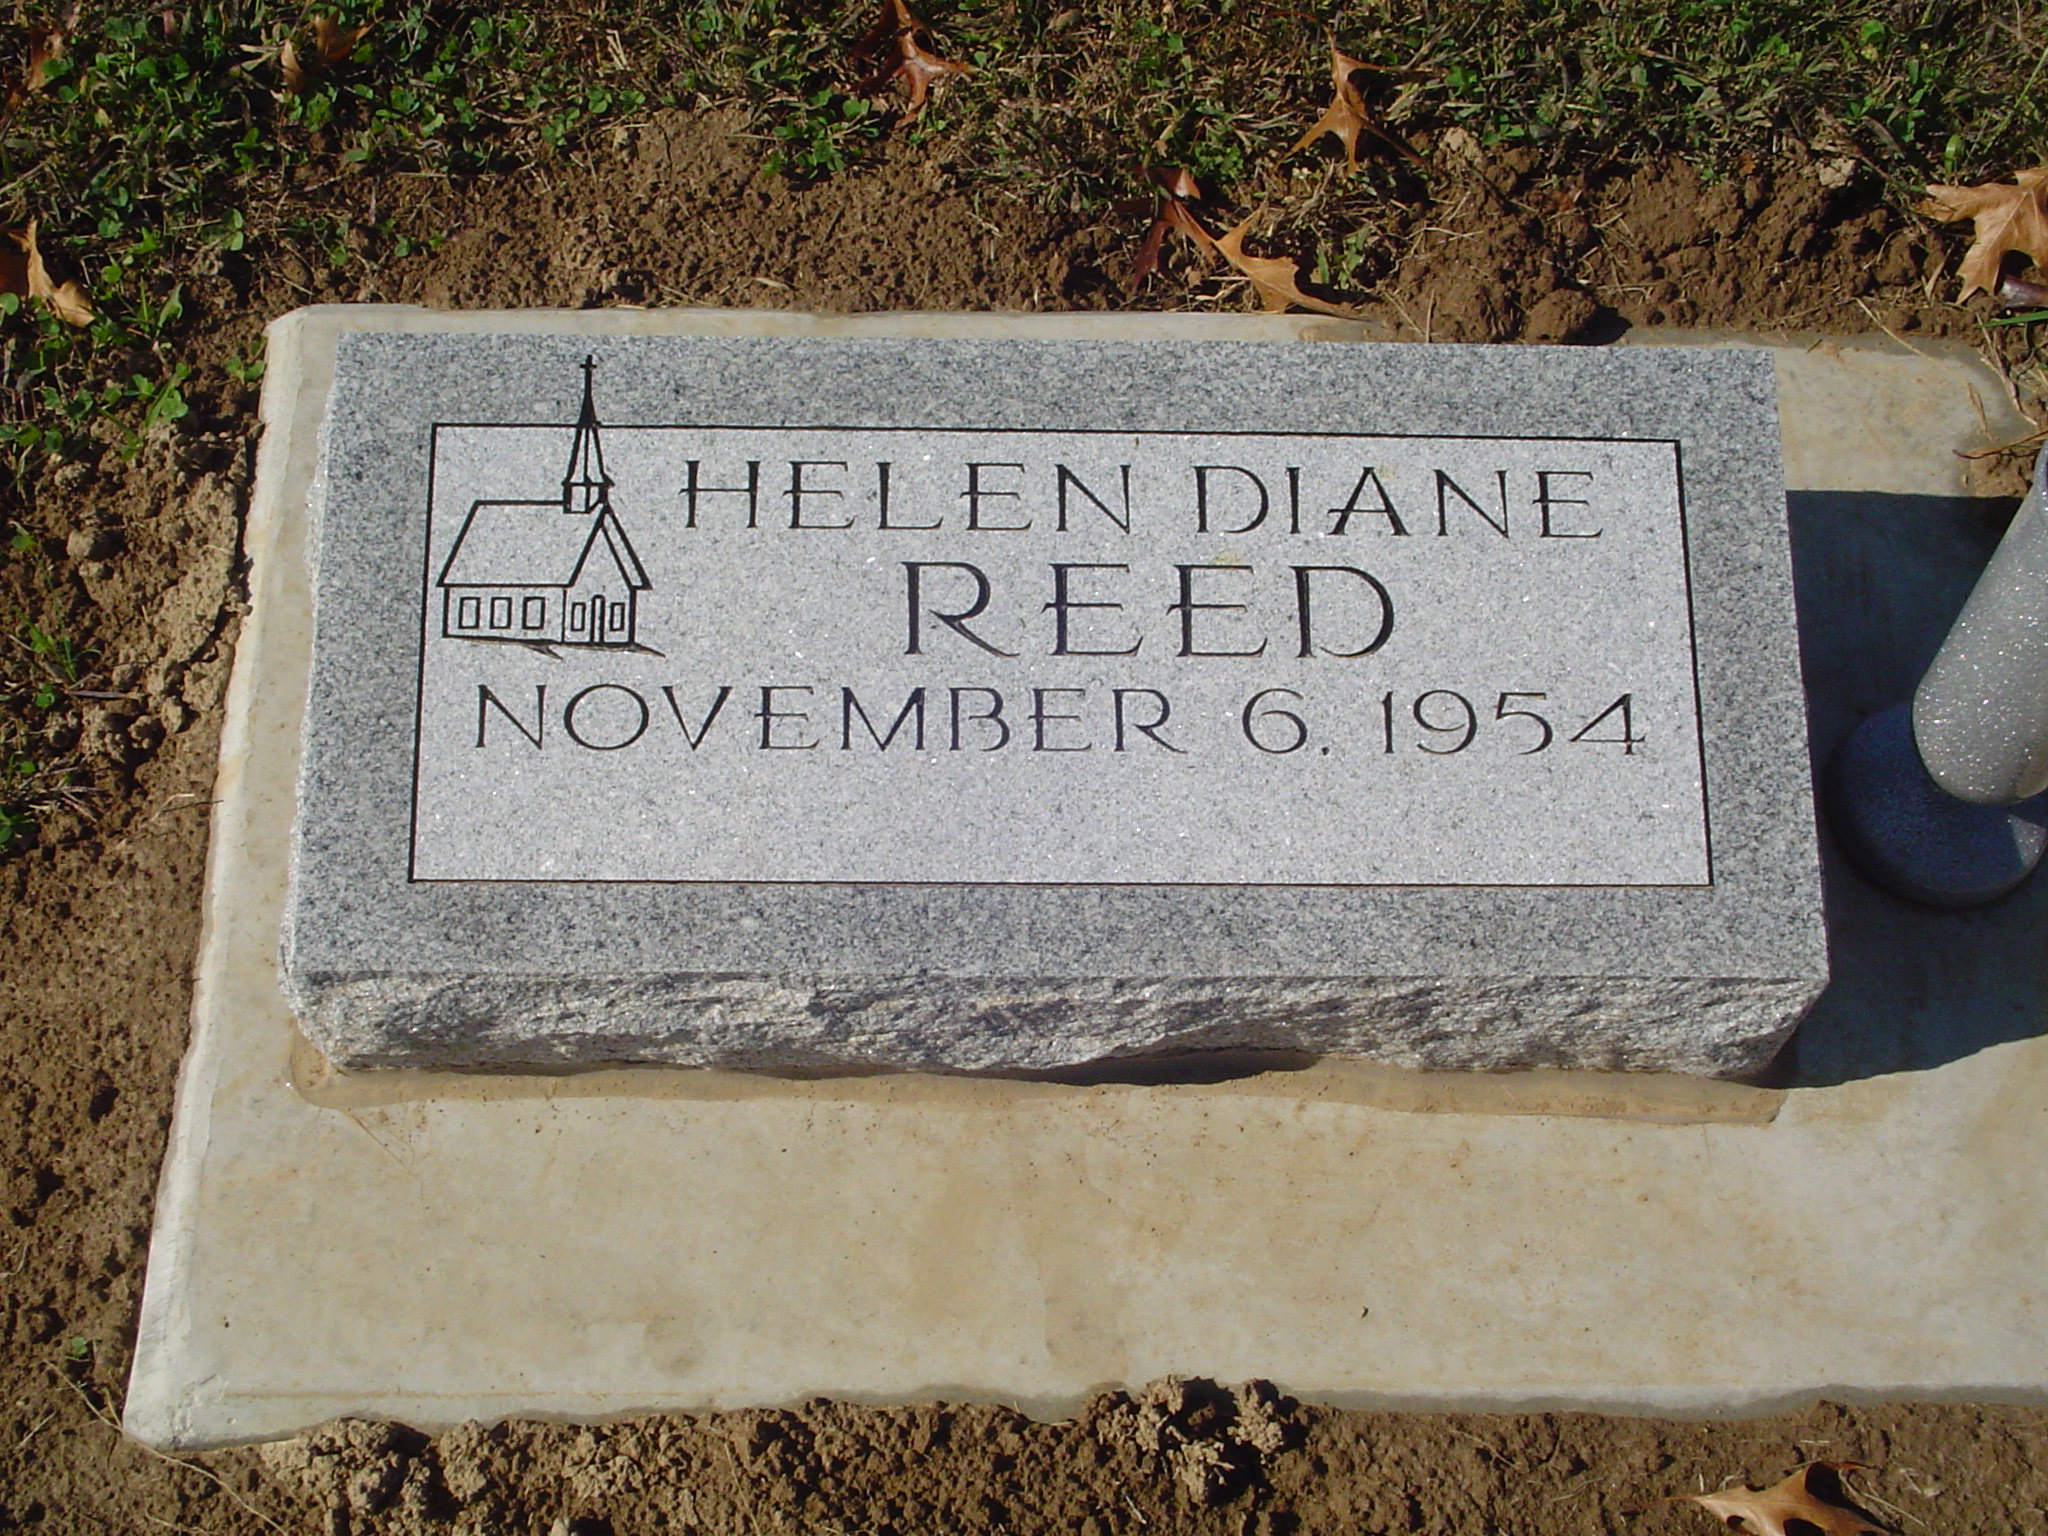 HELEN DIANE
REED
NOVEMBER 6, 1954